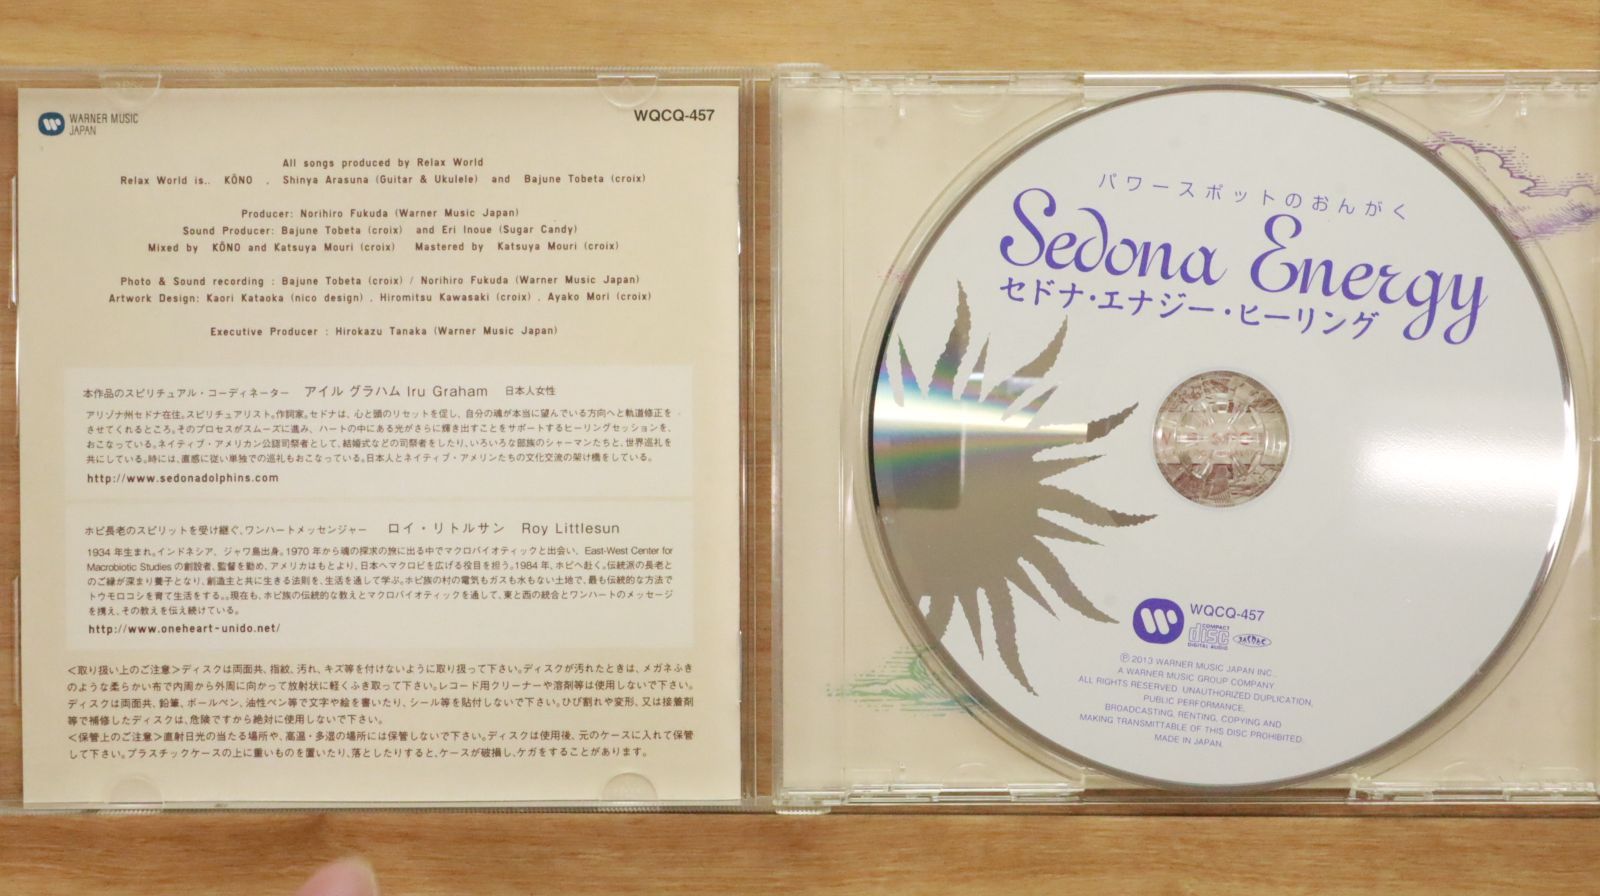 WARNER MUSIC
JAPAN
WQCQ-457
All songs produced by Relax World
Relax World is.. KŌNO , Shinya Arasuna (Guitar & Ukulele) and Bajune Tobeta (croix)
Producer: Norihiro Fukuda (Warner Music Japan)
Sound Producer: Bajune Tobeta (croix) and Eri Inoue (Sugar Candy)
Mixed by KŌNO and Katsuya Mouri (croix) Mastered by Katsuya Mouri (croix)
Photo & Sound recording : Bajune Tobeta (croix) / Norihiro Fukuda (Warner Music Japan)
Artwork Design: Kaori Kataoka (nico design) , Hiromitsu Kawasaki (croix) , Ayako Mori (croix)
Executive Producer : Hirokazu Tanaka (Warner Music Japan)
本作品のスピリチュアル・コーディネーター アイル グラハム Iru Graham 日本人女性
アリゾナ州セドナ在住。スピリチュアリスト。作詞家。セドナは、心と頭のリセットを促し、自分の魂が本当に望んでいる方向へと軌道修正を
させてくれるところ。そのプロセスがスムーズに進み、ハートの中にある光がさらに輝き出すことをサポートするヒーリングセッションを、
おこなっている。ネイティブ・アメリカン公認司祭者として、結婚式などの司祭者をしたり、いろいろな部族のシャーマンたちと、世界巡礼を
共にしている。時には、直感に従い単独での巡礼もおこなっている。日本人とネイティブ・アメリンたちの文化交流の架け橋をしている。
http://www.sedonadolphins.com
ホピ長老のスピリットを受け継ぐ、ワンハートメッセンジャー ロイ・リトルサン Roy Littlesun
1934 年生まれ。インドネシア、ジャワ島出身。1970 年から魂の探求の旅に出る中でマクロバイオティックと出会い、East-West Center for
Macrobiotic Studies の創設者、監督を勤め、アメリカはもとより、日本へマクロビを広げる役目を担う。1984年、ホピへ赴く。伝統派の長老と
のご縁が深まり養子となり、創造主と共に生きる法則を、生活を通して学ぶ。ホピ族の村の電気もガスも水もない土地で、最も伝統的な方法で
トウモロコシを育て生活をする。。現在も、ホピ族の伝統的な教えとマクロバイオティックを通して、東と西の統合とワンハートのメッセージ
を携え、その教えを伝え続けている。
http://www.oneheart-unido.net/
<取り扱い上のご注意>ディスクは両面共、指紋、汚れ、キズ等を付けないように取り扱って下さい。ディスクが汚れたときは、メガネふき
のような柔らかい布で内周から外周に向かって放射状に軽くふき取って下さい。レコード用クリーナーや溶剤等は使用しないで下さい。
ディスクは両面共、鉛筆、ボールペン、油性ペン等で文字や絵を書いたり、シール等を貼付しないで下さい。ひび割れや変形、又は接着剤
等で補修したディスクは、危険ですから絶対に使用しないで下さい。
<保管上のご注意>直射日光の当たる場所や、高温・多湿の場所には保管しないで下さい。ディスクは使用後、元のケースに入れて保管
して下さい。プラスチックケースの上に重いものを置いたり、落としたりすると、ケースが破損し、ケガをすることがあります。
パワースポットのおんがく
Sedona Energy
セドナ・エナジー・ヒーリング
WQCQ-457
COMPACT
disc
DIGITAL AUDIO
JASRAC
℗ 2013 WARNER MUSIC JAPAN INC.
A WARNER MUSIC GROUP COMPANY.
ALL RIGHTS RESERVED. UNAUTHORIZED DUPLICATION,
PUBLIC PERFORMANCE,
BROADCASTING, RENTING, COPYING AND
MAKING TRANSMITTABLE OF THIS DISC PROHIBITED.
MADE IN JAPAN.